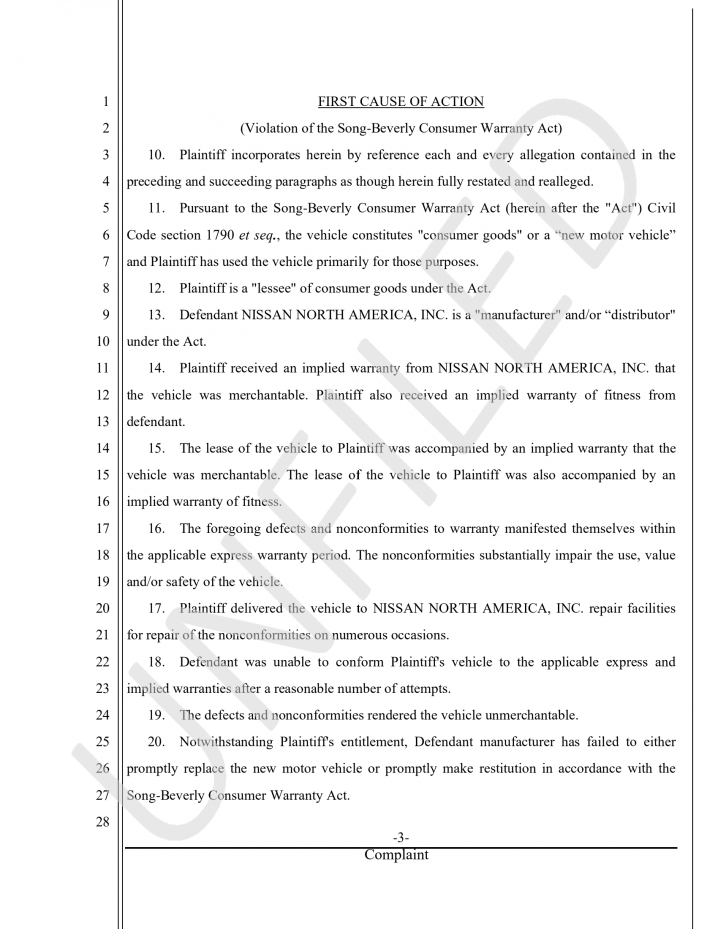 1 FIRST CAUSE OF ACTION
2 (Violation of the Song-Beverly Consumer Warranty Act)
3 10. Plaintiff incorporates herein by reference each and every allegation contained in the
4 preceding and succeeding paragraphs as though herein fully restated and realleged.
5 11. Pursuant to the Song-Beverly Consumer Warranty Act (herein after the "Act") Civil
6 Code section 1790 et seq., the vehicle constitutes "consumer goods" or a “new motor vehicle”
7 and Plaintiff has used the vehicle primarily for those purposes.
8 12. Plaintiff is a "lessee" of consumer goods under the Act.
9 13. Defendant NISSAN NORTH AMERICA, INC. is a "manufacturer" and/or “distributor"
10 under the Act.
11 14. Plaintiff received an implied warranty from NISSAN NORTH AMERICA, INC. that
12 the vehicle was merchantable. Plaintiff also received an implied warranty of fitness from
13 defendant.
14 15. The lease of the vehicle to Plaintiff was accompanied by an implied warranty that the
15 vehicle was merchantable. The lease of the vehicle to Plaintiff was also accompanied by an
16 implied warranty of fitness.
17 16. The foregoing defects and nonconformities to warranty manifested themselves within
18 the applicable express warranty period. The nonconformities substantially impair the use, value
19 and/or safety of the vehicle.
20 17. Plaintiff delivered the vehicle to NISSAN NORTH AMERICA, INC. repair facilities
21 for repair of the nonconformities on numerous occasions.
22 18. Defendant was unable to conform Plaintiff's vehicle to the applicable express and
23 implied warranties after a reasonable number of attempts.
24 19. The defects and nonconformities rendered the vehicle unmerchantable.
25 20. Notwithstanding Plaintiff's entitlement, Defendant manufacturer has failed to either
26 promptly replace the new motor vehicle or promptly make restitution in accordance with the
27 Song-Beverly Consumer Warranty Act.
28
-3-
Complaint
UNFILED